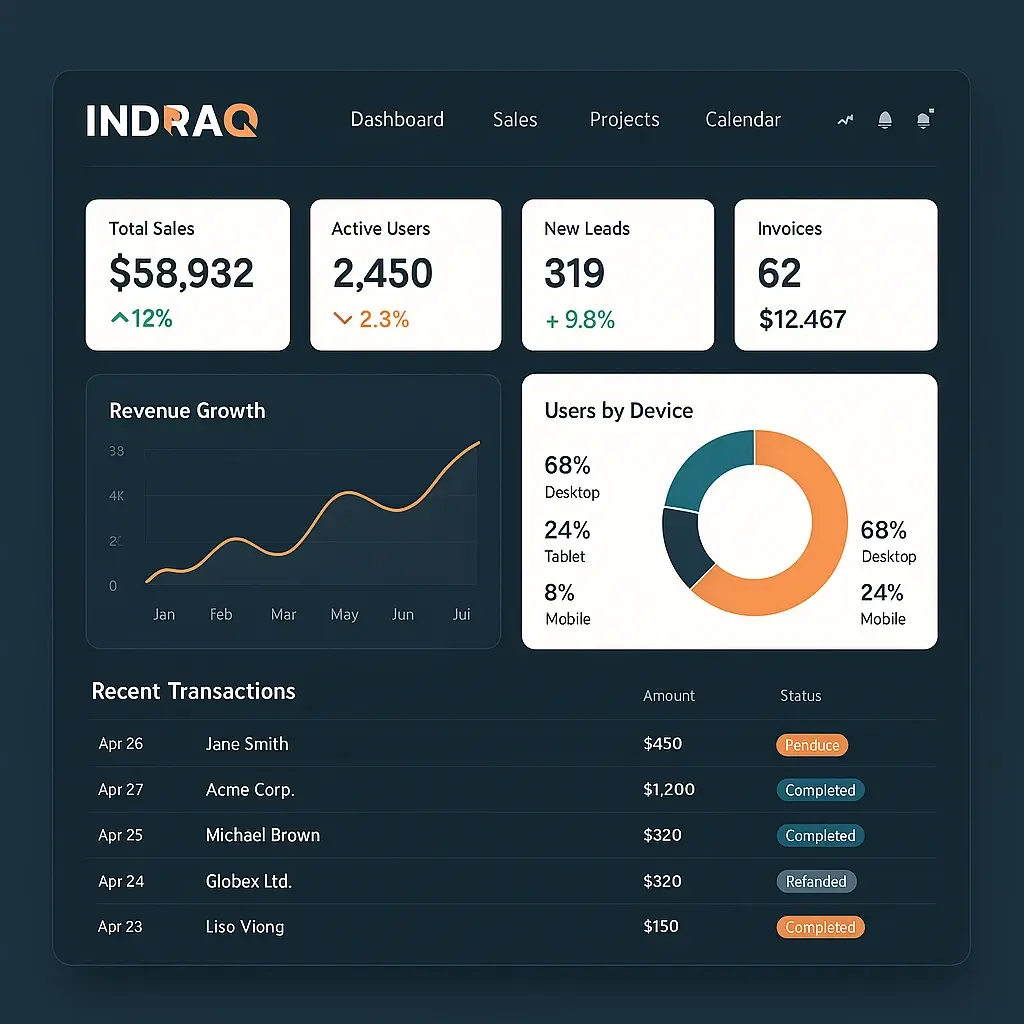 INDRAQ
Dashboard Sales Projects Calendar
Total Sales
$58,932
12%
Active Users
2,450
2.3%
New Leads
319
+ 9.8%
Invoices
62
$12.467
Revenue Growth
38
4K
0
Jan Feb Mar May Jun Jui
Users by Device
68%
Desktop
24%
Tablet
8%
Mobile
68%
Desktop
24%
Mobile
Recent Transactions Amount Status
Apr 26 Jane Smith $450 Penduce
Apr 27 Acme Corp. $1,200 Completed
Apr 25 Michael Brown $320 Completed
Apr 24 Globex Ltd. $320 Refanded
Apr 23 Liso Viong $150 Completed